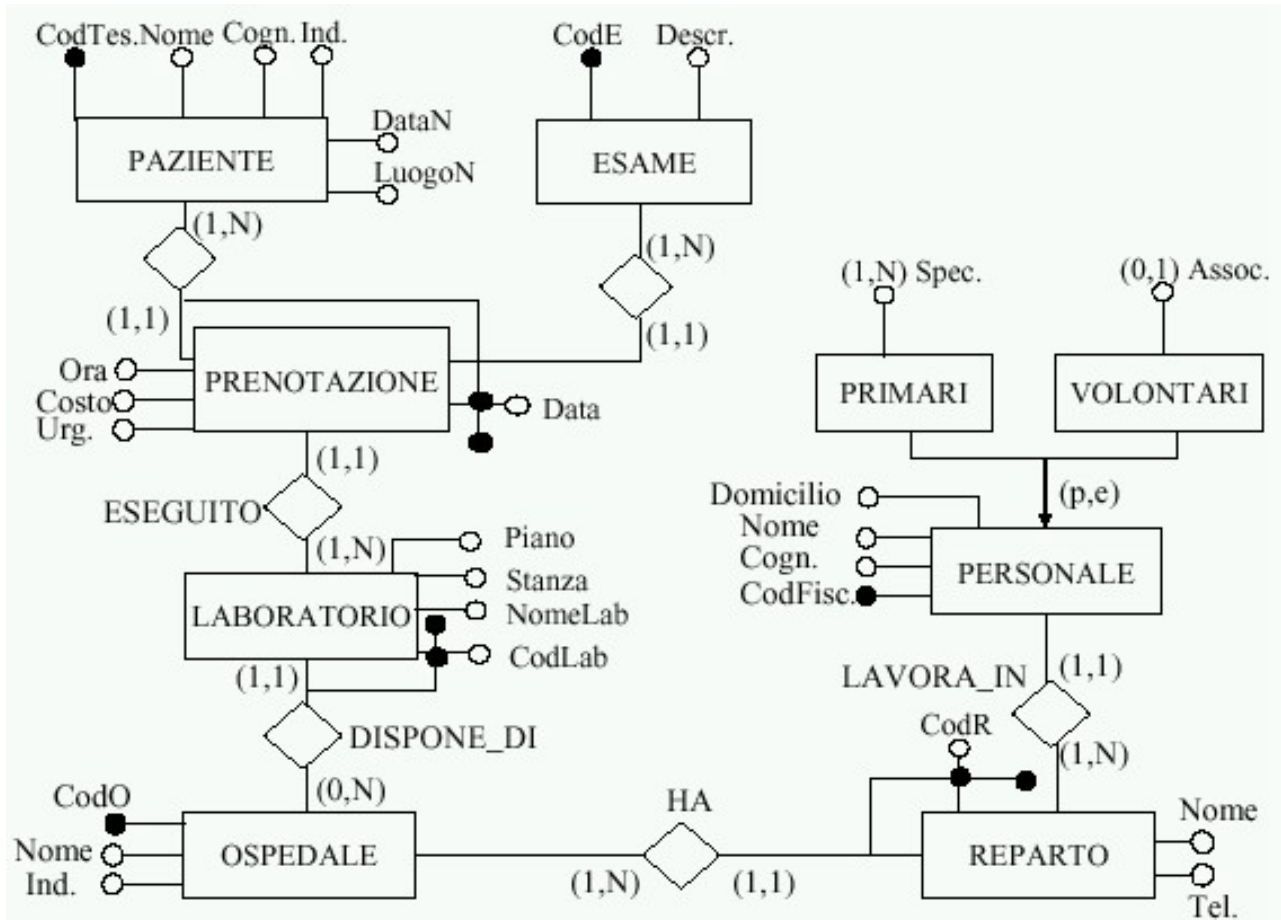 CodTes. Nome Cogn. Ind.
CodE Descr.
DataN
PAZIENTE
ESAME
LuogoN
(1,N)
(1,N)
(1,N) Spec.
(0,1) Assoc.
(1,1)
(1,1)
Ora
PRENOTAZIONE
PRIMARI
VOLONTARI
Costo
Data
Urg.
(1,1)
Domicilio
(p,e)
ESEGUITO
Nome
(1,N)
Piano
Cogn.
PERSONALE
Stanza
CodFisc.
LABORATORIO
NomeLab
CodLab
(1,1)
LAVORA_IN
(1,1)
CodR
DISPONE_DI
(1,N)
(0,N)
CodO
HA
Nome
Nome
OSPEDALE
REPARTO
Ind.
(1,N)
(1,1)
Tel.